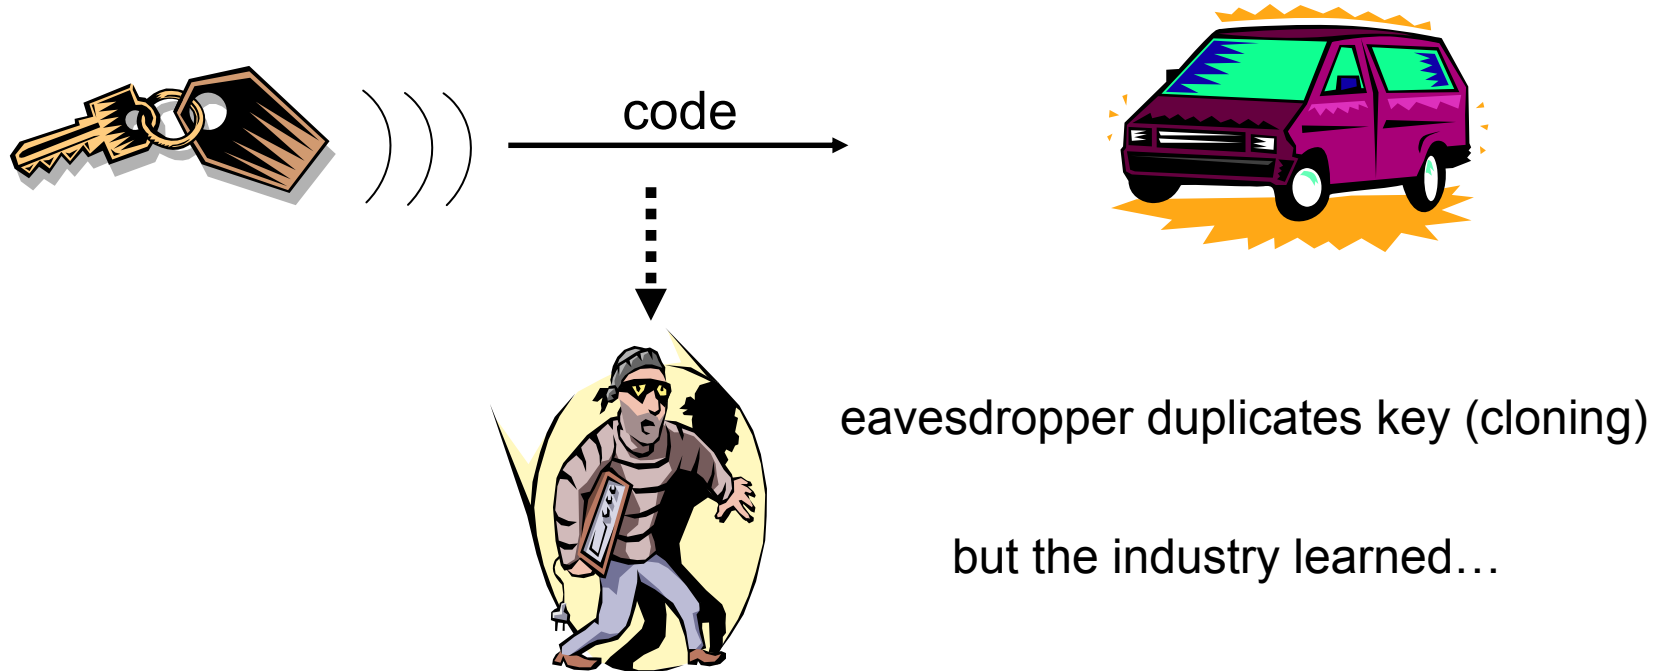 code
eavesdropper duplicates key (cloning)
but the industry learned…